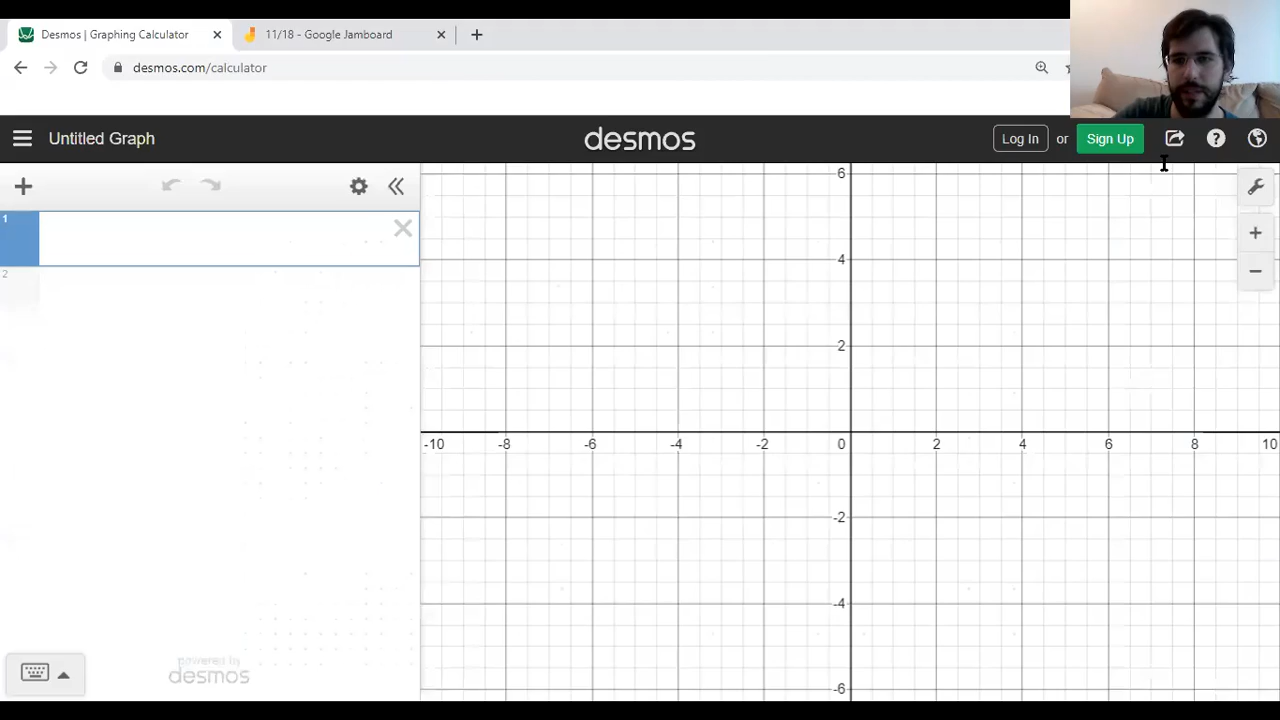 Desmos | Graphing Calculator
11/18 - Google Jamboard
desmos.com/calculator
Untitled Graph
desmos
Log In or Sign Up
1
2
6
4
2
-10 -8 -6 -4 -2 0 2 4 6 8 10
-2
-4
-6
powered by
desmos